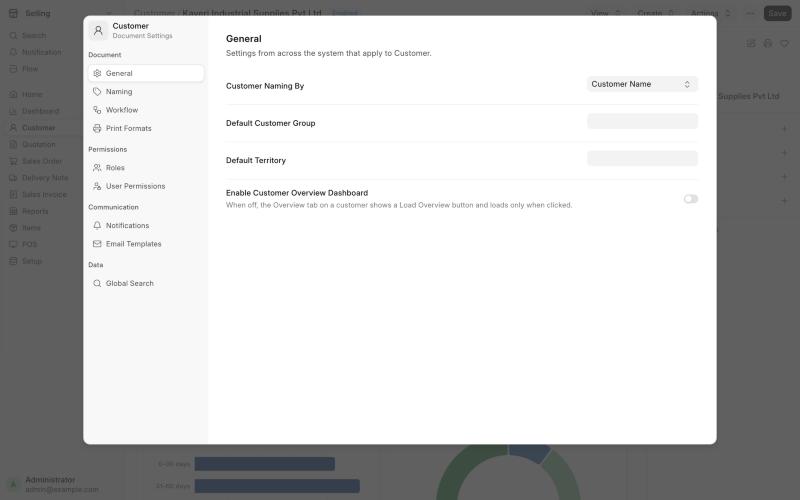 Selling
Customer / Kaveri Industrial Supplies Pvt Ltd
Enabled
View
Create
Actions
Save
Search
Notification
Flow
Home
Dashboard
Customer
Quotation
Sales Order
Delivery Note
Sales Invoice
Reports
Items
POS
Setup
Administrator
admin@example.com
Customer
Document Settings
Document
General
Naming
Workflow
Print Formats
Permissions
Roles
User Permissions
Communication
Notifications
Email Templates
Data
Global Search
General
Settings from across the system that apply to Customer.
Customer Naming By
Customer Name
Default Customer Group
Default Territory
Enable Customer Overview Dashboard
When off, the Overview tab on a customer shows a Load Overview button and loads only when clicked.
Supplies Pvt Ltd
0-30 days
31-60 days